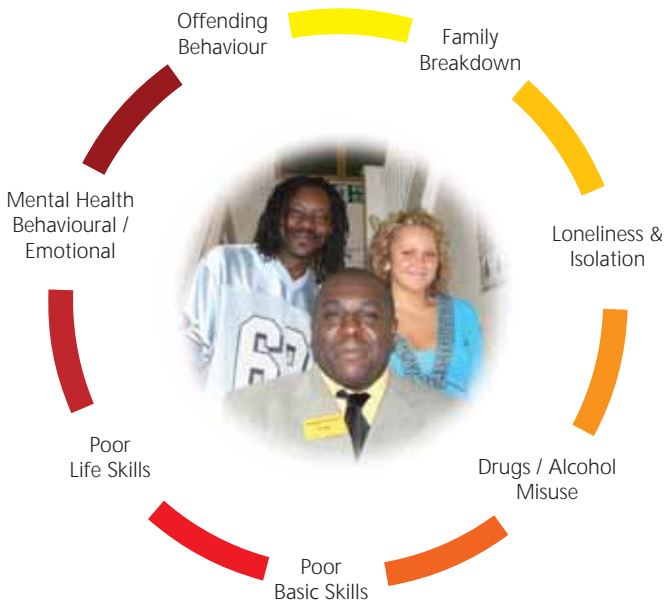 Offending
Behaviour
Family
Breakdown
Loneliness &
Isolation
Drugs / Alcohol
Misuse
Poor
Basic Skills
Poor
Life Skills
Mental Health
Behavioural /
Emotional
62